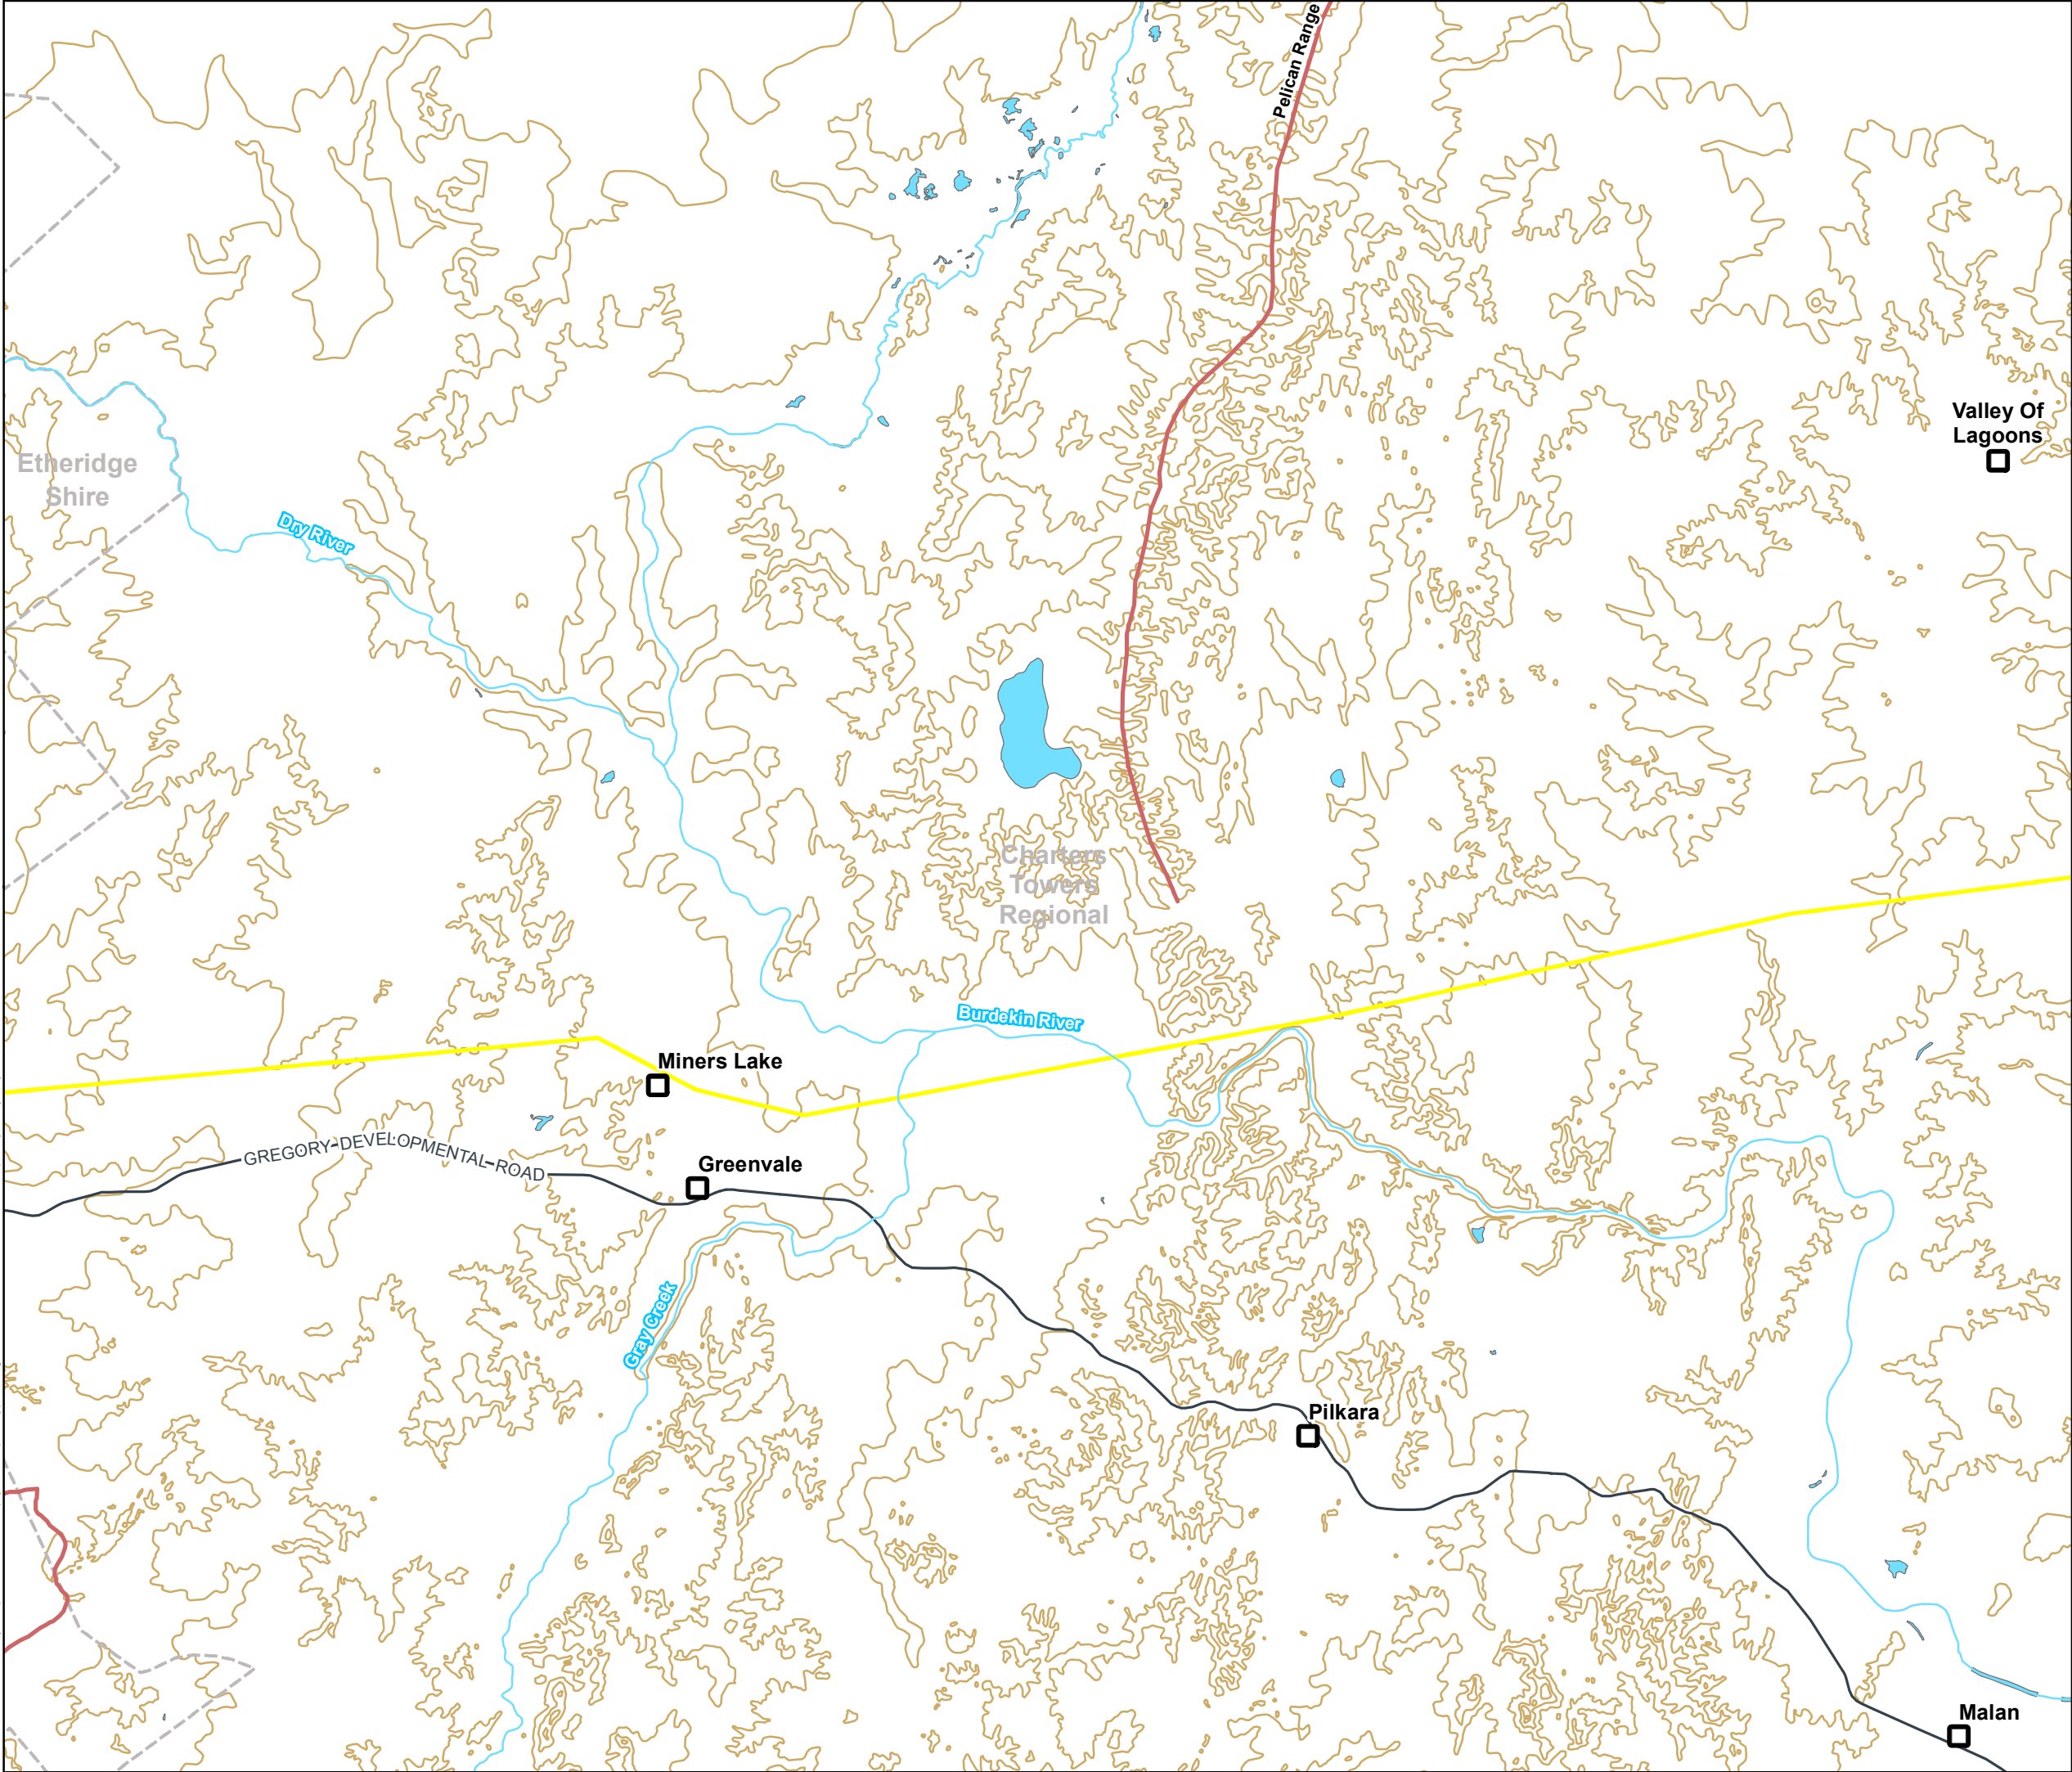 Pelican Range
Valley Of
Lagoons
Etheridge
Shire
Dry River
Charters
Towers
Regional
Burdekin River
Miners Lake
GREGORY DEVELOPMENTAL ROAD
Greenvale
Gray Creek
Pilkara
Malan